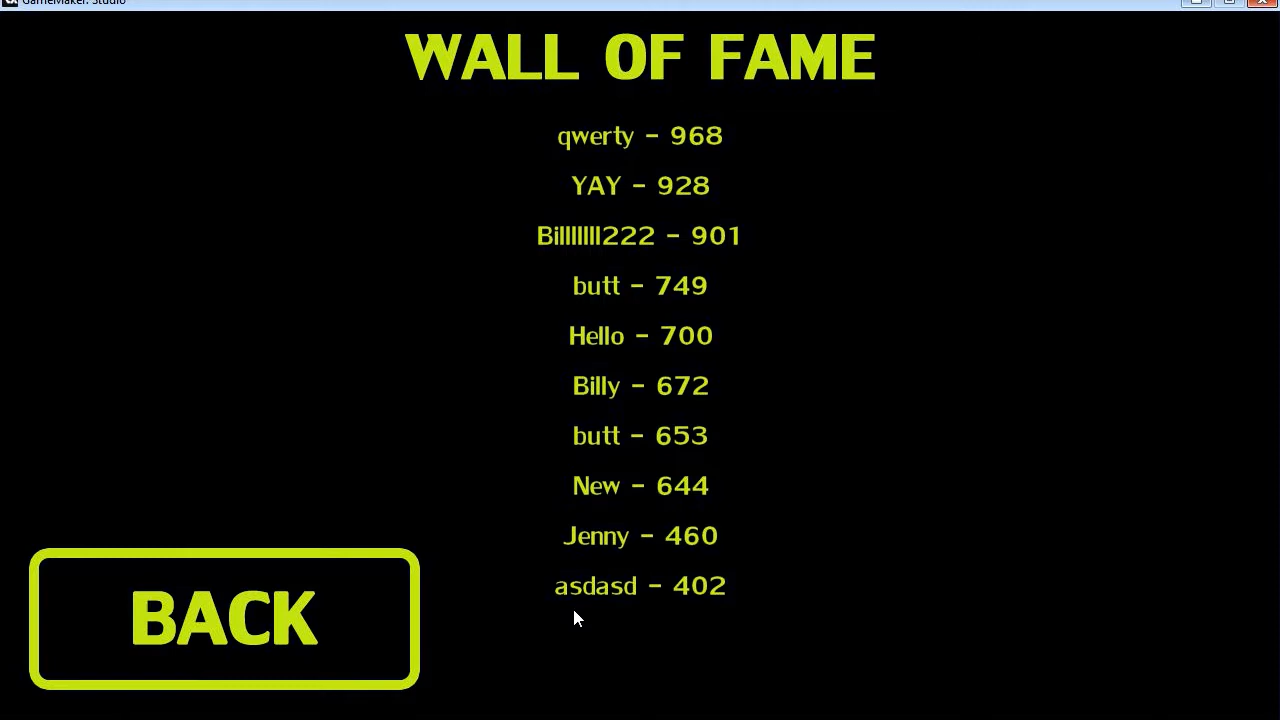 GameMaker: Studio
WALL OF FAME
qwerty - 968
YAY - 928
Billlllll222 - 901
butt - 749
Hello - 700
Billy - 672
butt - 653
New - 644
Jenny - 460
asdasd - 402
BACK